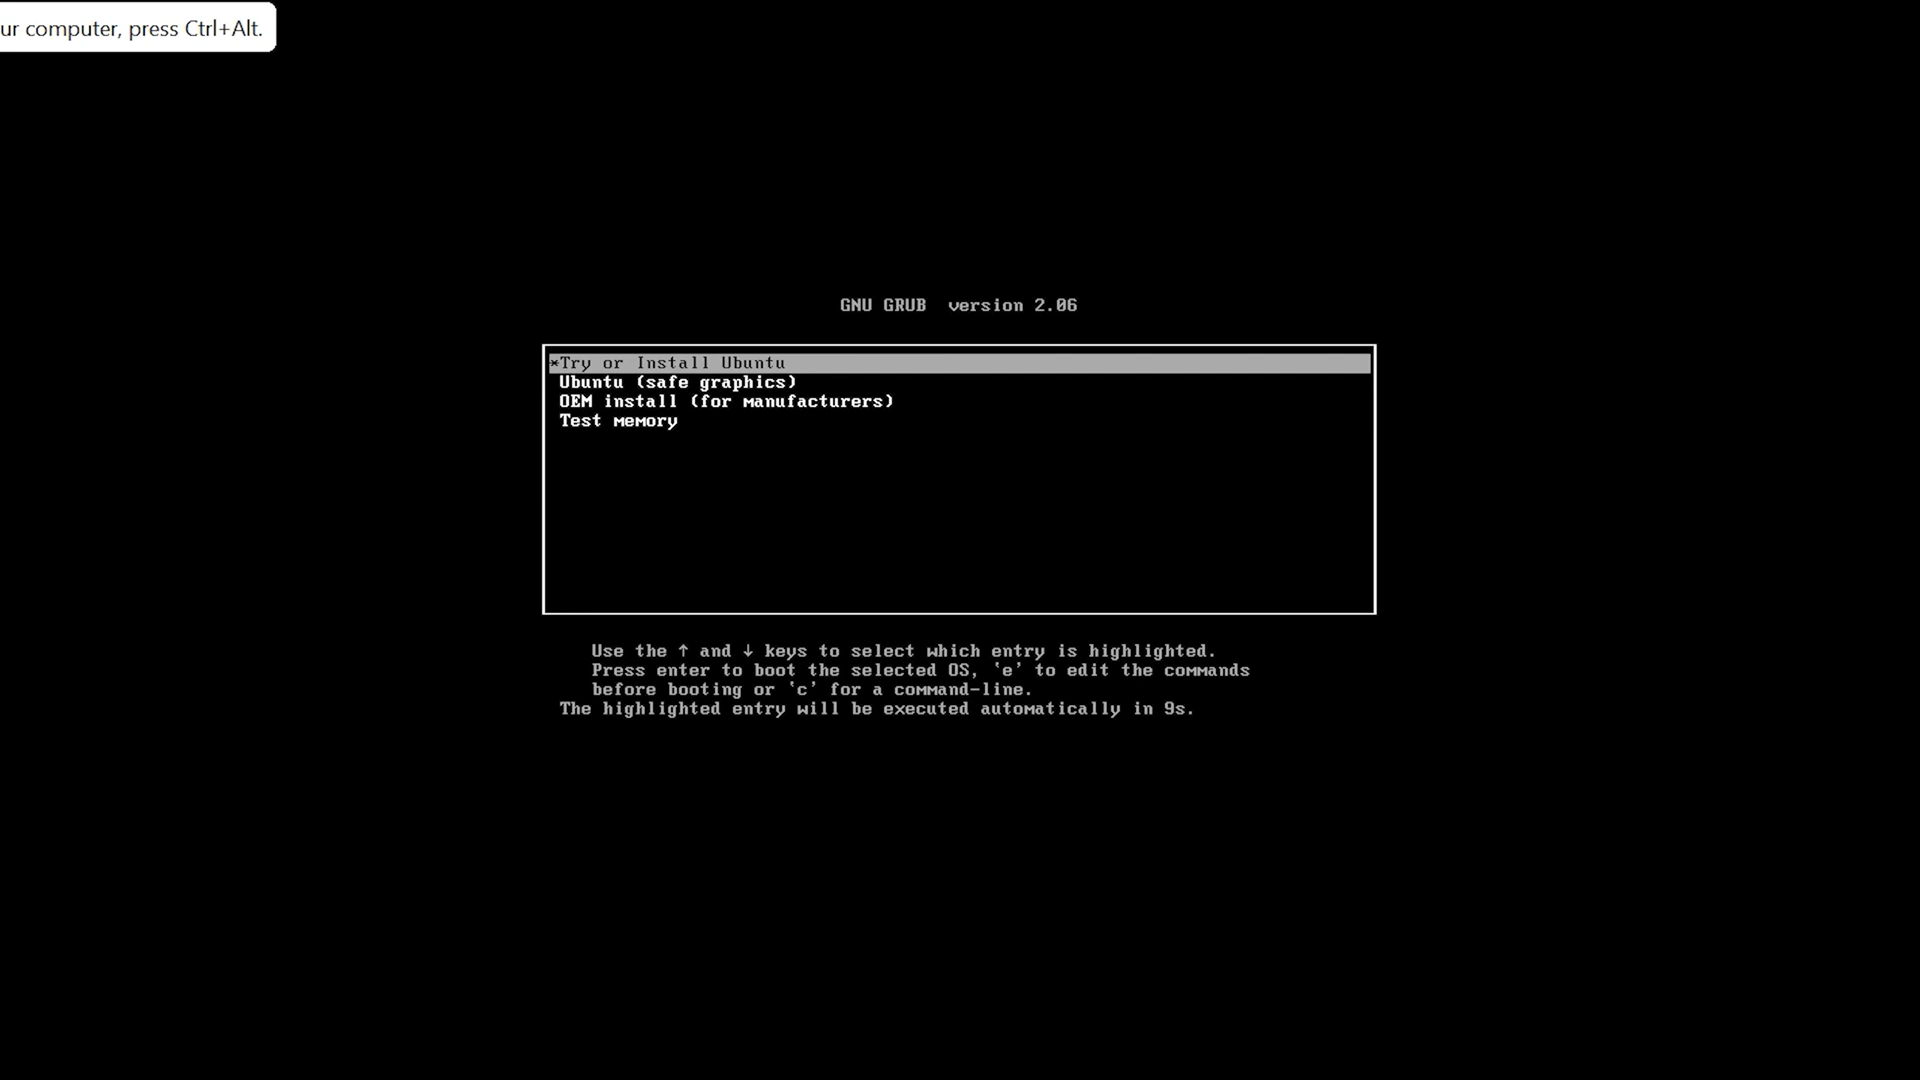 ur computer, press Ctrl+Alt.
GNU GRUB version 2.06
*Try or Install Ubuntu
Ubuntu (safe graphics)
OEM install (for manufacturers)
Test memory
Use the ↑ and ↓ keys to select which entry is highlighted.
Press enter to boot the selected OS, `e' to edit the commands
before booting or `c' for a command-line.
The highlighted entry will be executed automatically in 9s.